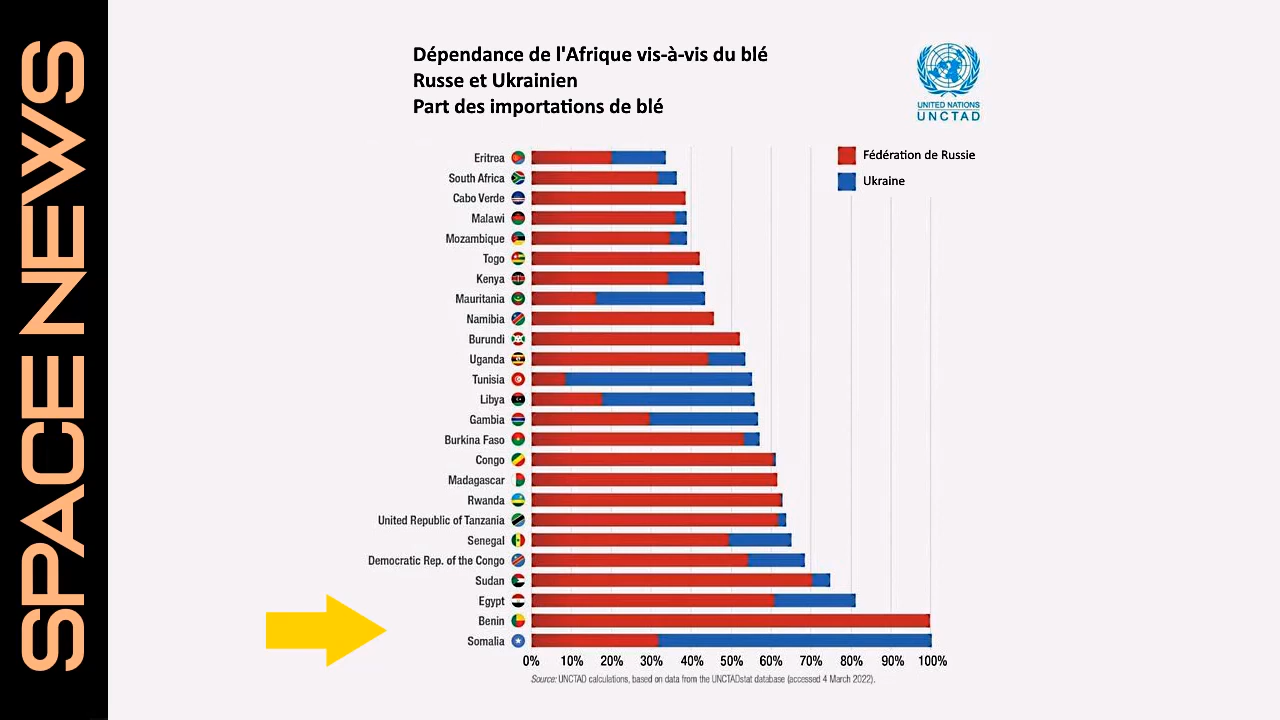 SPACE NEWS
Dépendance de l'Afrique vis-à-vis du blé
Russe et Ukrainien
Part des importations de blé
UNITED NATIONS
UNCTAD
Fédération de Russie
Ukraine
Eritrea
South Africa
Cabo Verde
Malawi
Mozambique
Togo
Kenya
Mauritania
Namibia
Burundi
Uganda
Tunisia
Libya
Gambia
Burkina Faso
Congo
Madagascar
Rwanda
United Republic of Tanzania
Senegal
Democratic Rep. of the Congo
Sudan
Egypt
Benin
Somalia
0% 10% 20% 30% 40% 50% 60% 70% 80% 90% 100%
Source: UNCTAD calculations, based on data from the UNCTADstat database (accessed 4 March 2022).